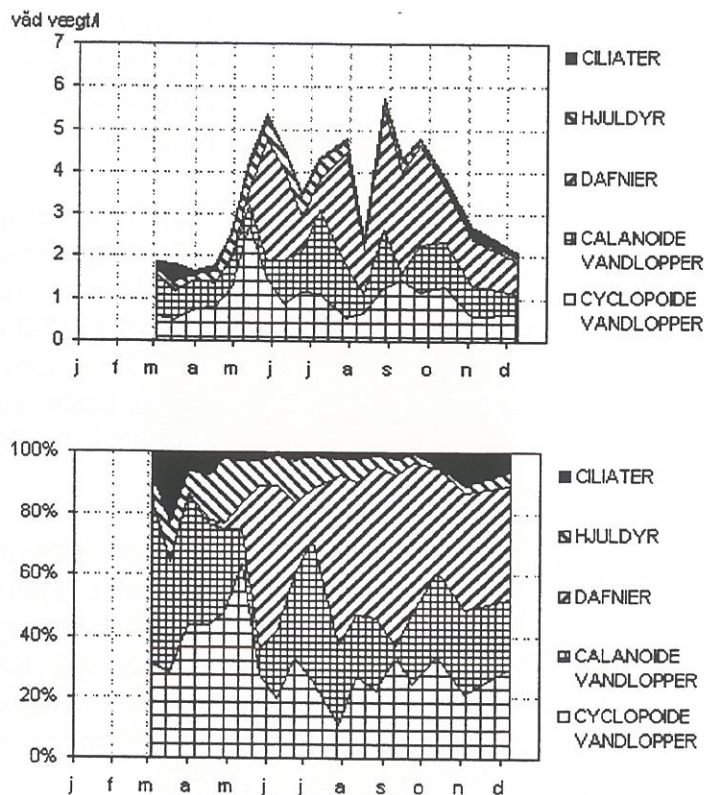 våd vægt/l
7
6
5
4
3
2
1
0
j f m a m j j a s o n d
CILIATER
HJULDYR
DAFNIER
CALANOIDE
VANDLOPPER
CYCLOPOIDE
VANDLOPPER
100%
80%
60%
40%
20%
0%
j f m a m j j a s o n d
CILIATER
HJULDYR
DAFNIER
CALANOIDE
VANDLOPPER
CYCLOPOIDE
VANDLOPPER